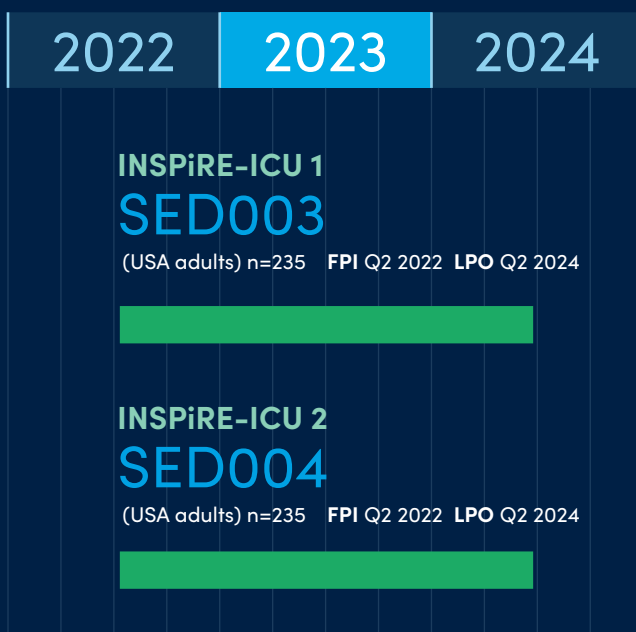 2022 2023 2024
INSPiRE-ICU 1
SED003
(USA adults) n=235 FPI Q2 2022 LPO Q2 2024
INSPiRE-ICU 2
SED004
(USA adults) n=235 FPI Q2 2022 LPO Q2 2024